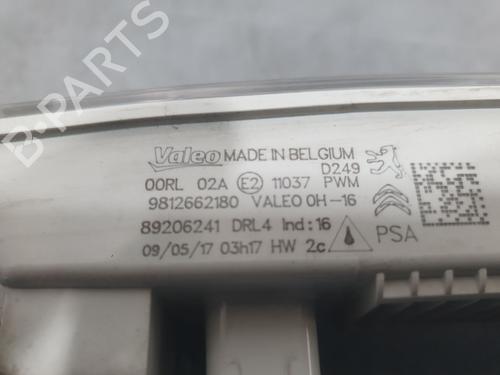 Valeo MADE IN BELGIUM
D249
00RL 02A E2 11037 PWM
9812662180 VALEO 0H-16
89206241 DRL4 Ind:16
09/05/17 03h17 HW 2c PSA
B-PARTS